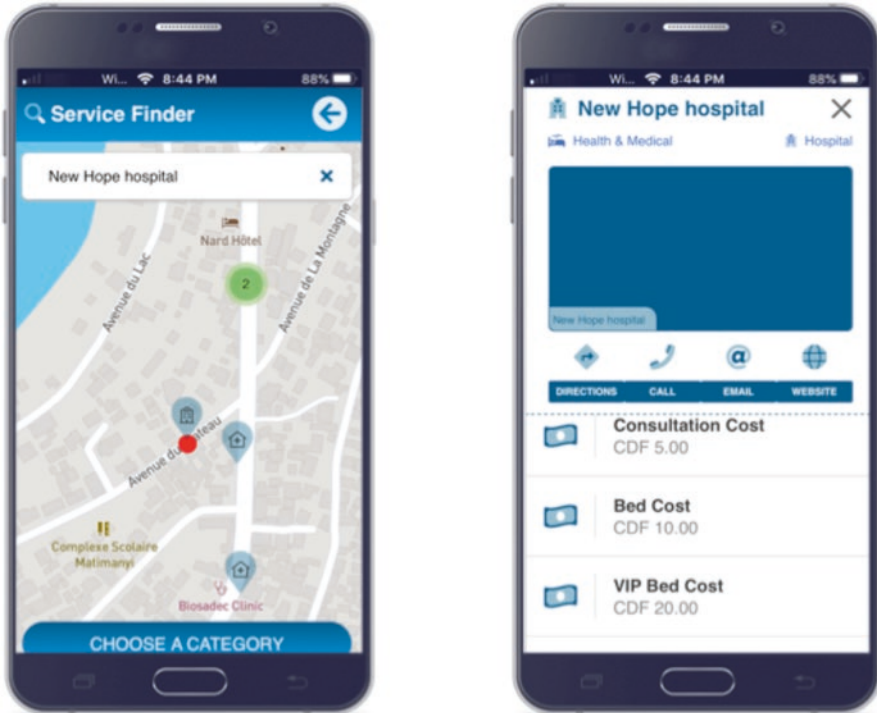 Wi... 8:44 PM 88%
Service Finder
New Hope hospital
Nard Hôtel
Avenue du Lac
Avenue de La Montagne
2
Avenue du Plateau
Complexe Scolaire
Matimanyi
Biosadec Clinic
CHOOSE A CATEGORY
Wi... 8:44 PM 88%
New Hope hospital
Health & Medical Hospital
New Hope hospital
DIRECTIONS CALL EMAIL WEBSITE
Consultation Cost
CDF 5.00
Bed Cost
CDF 10.00
VIP Bed Cost
CDF 20.00